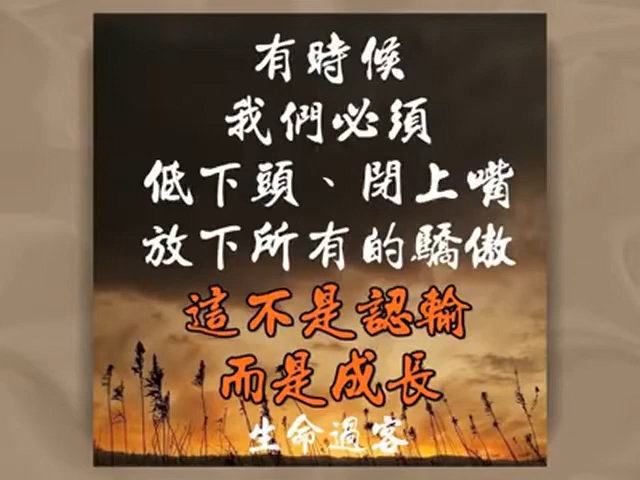 有時候
我們必須
低下頭、閉上嘴
放下所有的驕傲
這不是認輸
而是成長
生命過客